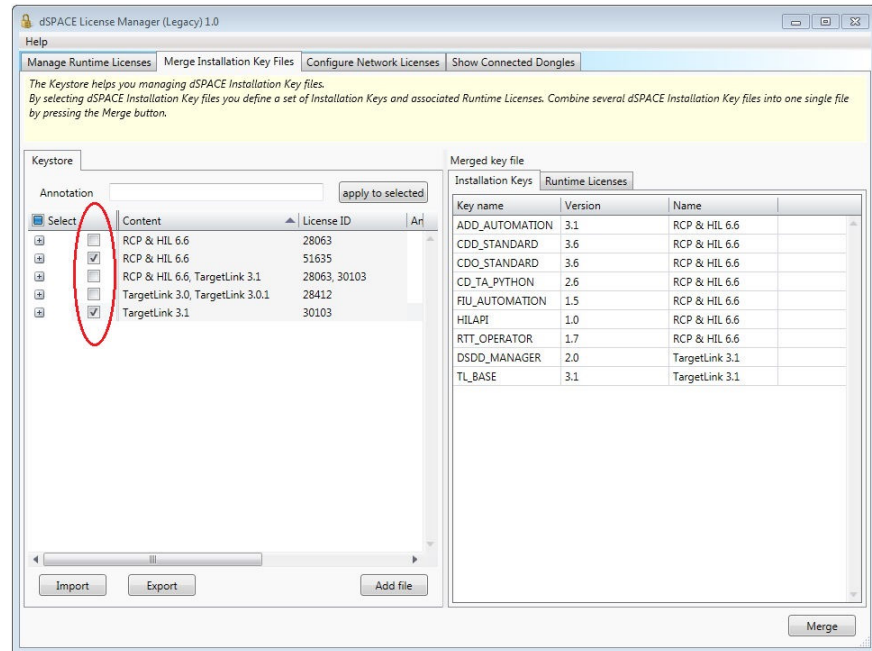 dSPACE License Manager (Legacy) 1.0
Help
Manage Runtime Licenses Merge Installation Key Files Configure Network Licenses Show Connected Dongles
The Keystore helps you managing dSPACE Installation Key files.
By selecting dSPACE Installation Key files you define a set of Installation Keys and associated Runtime Licenses. Combine several dSPACE Installation Key files into one single file
by pressing the Merge button.
Keystore
Annotation apply to selected
Select Content License ID An
RCP & HIL 6.6 28063
RCP & HIL 6.6 51635
RCP & HIL 6.6, TargetLink 3.1 28063, 30103
TargetLink 3.0, TargetLink 3.0.1 28412
TargetLink 3.1 30103
Import Export Add file
Merged key file
Installation Keys Runtime Licenses
Key name Version Name
ADD_AUTOMATION 3.1 RCP & HIL 6.6
CDD_STANDARD 3.6 RCP & HIL 6.6
CDO_STANDARD 3.6 RCP & HIL 6.6
CD_TA_PYTHON 2.6 RCP & HIL 6.6
FIU_AUTOMATION 1.5 RCP & HIL 6.6
HILAPI 1.0 RCP & HIL 6.6
RTT_OPERATOR 1.7 RCP & HIL 6.6
DSDD_MANAGER 2.0 TargetLink 3.1
TL_BASE 3.1 TargetLink 3.1
Merge